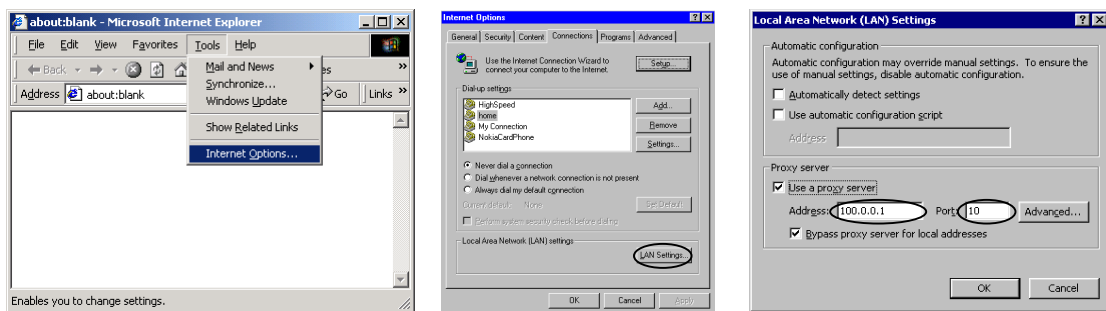 about:blank - Microsoft Internet Explorer
File Edit View Favorites Tools Help
Back
Address about:blank Go Links »
Mail and News
Synchronize...
Windows Update
Show Related Links
Internet Options...
Enables you to change settings.
Internet Options
General Security Content Connections Programs Advanced
Use the Internet Connection Wizard to
connect your computer to the Internet.
Setup...
Dial-up settings
HighSpeed
home
My Connection
NokiaCardPhone
Add...
Remove
Settings...
Never dial a connection
Dial whenever a network connection is not present
Always dial my default connection
Current default: None
Set Default
Perform system security check before dialing
Local Area Network (LAN) settings
LAN Settings...
OK Cancel Apply
Local Area Network (LAN) Settings
Automatic configuration
Automatic configuration may override manual settings. To ensure the
use of manual settings, disable automatic configuration.
Automatically detect settings
Use automatic configuration script
Address
Proxy server
Use a proxy server
Address: 100.0.0.1 Port: 10 Advanced...
Bypass proxy server for local addresses
OK Cancel